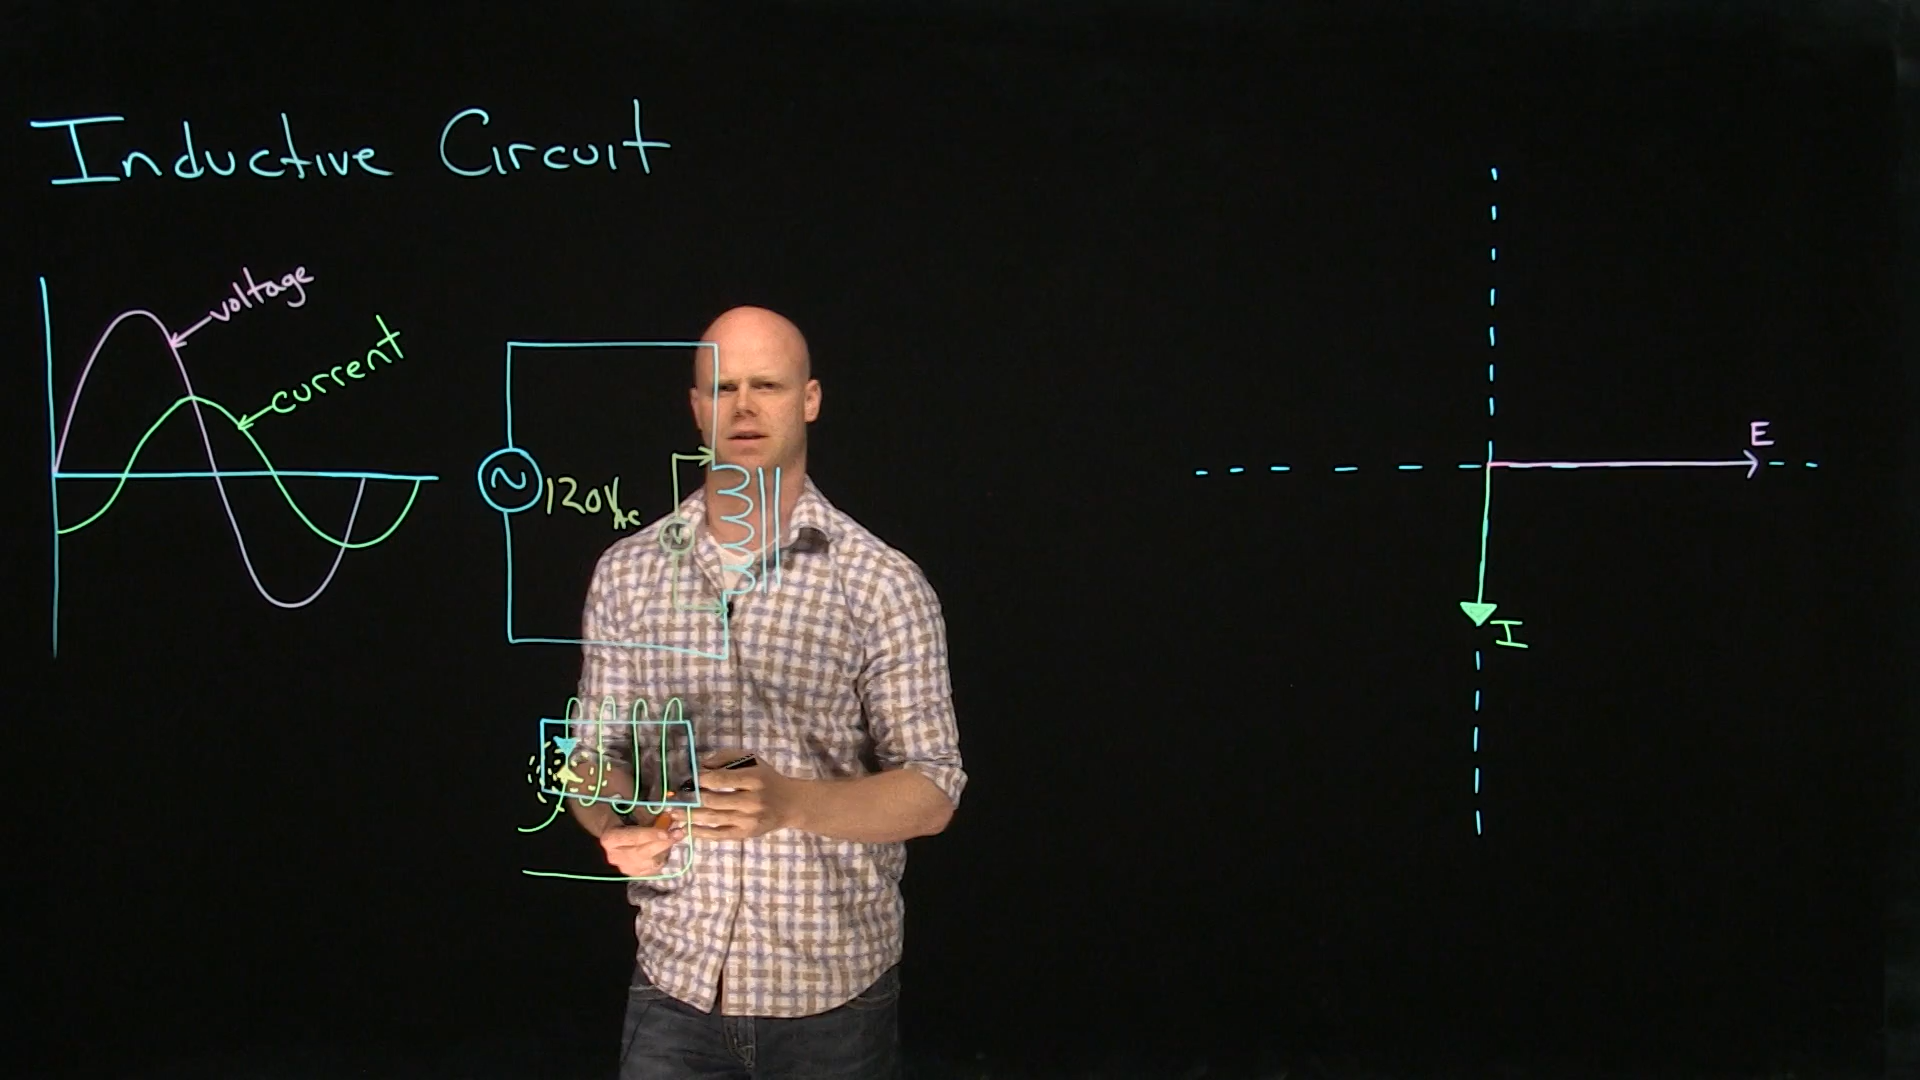 Inductive Circuit
voltage
current
120VAC
V
E
I